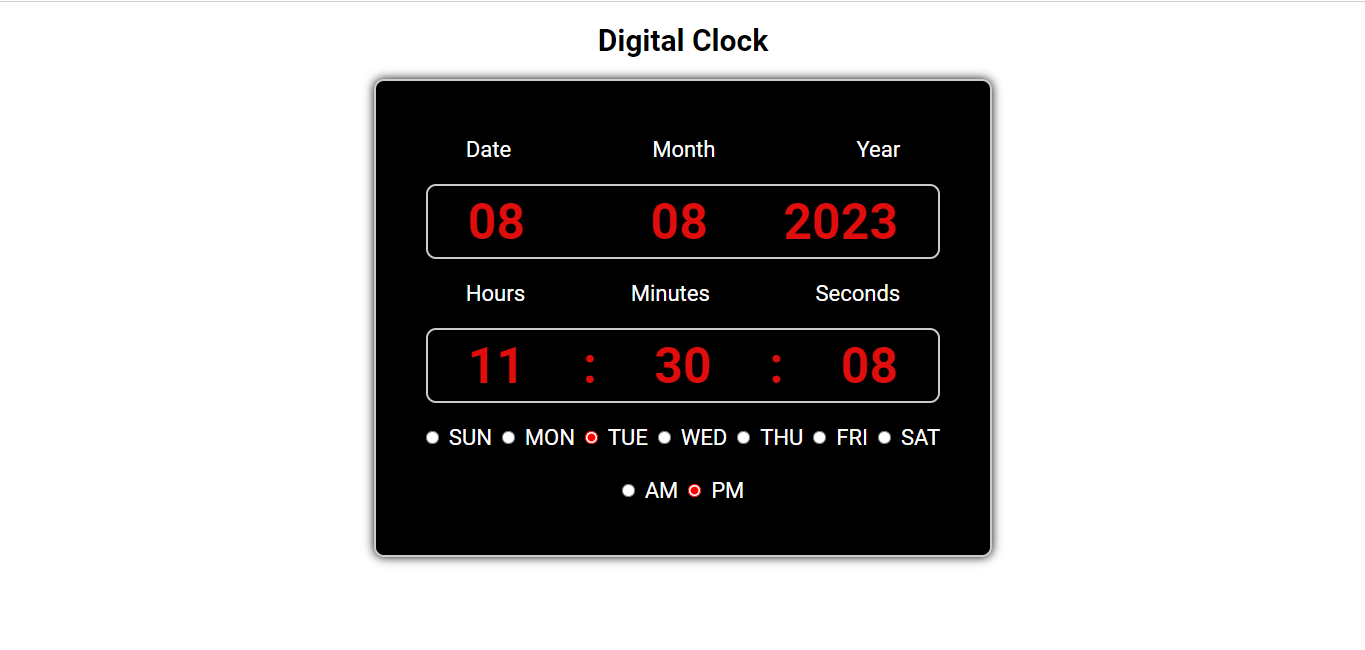 Digital Clock
Date Month Year
08 08 2023
Hours Minutes Seconds
11 : 30 : 08
SUN MON TUE WED THU FRI SAT
AM PM